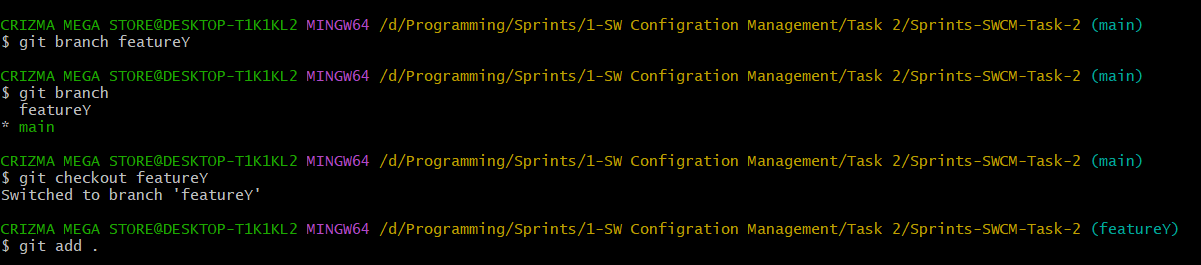 CRIZMA MEGA STORE@DESKTOP-T1K1KL2 MINGW64 /d/Programming/Sprints/1-SW Configration Management/Task 2/Sprints-SWCM-Task-2 (main)
$ git branch featureY
CRIZMA MEGA STORE@DESKTOP-T1K1KL2 MINGW64 /d/Programming/Sprints/1-SW Configration Management/Task 2/Sprints-SWCM-Task-2 (main)
$ git branch
  featureY
* main
CRIZMA MEGA STORE@DESKTOP-T1K1KL2 MINGW64 /d/Programming/Sprints/1-SW Configration Management/Task 2/Sprints-SWCM-Task-2 (main)
$ git checkout featureY
Switched to branch 'featureY'
CRIZMA MEGA STORE@DESKTOP-T1K1KL2 MINGW64 /d/Programming/Sprints/1-SW Configration Management/Task 2/Sprints-SWCM-Task-2 (featureY)
$ git add .